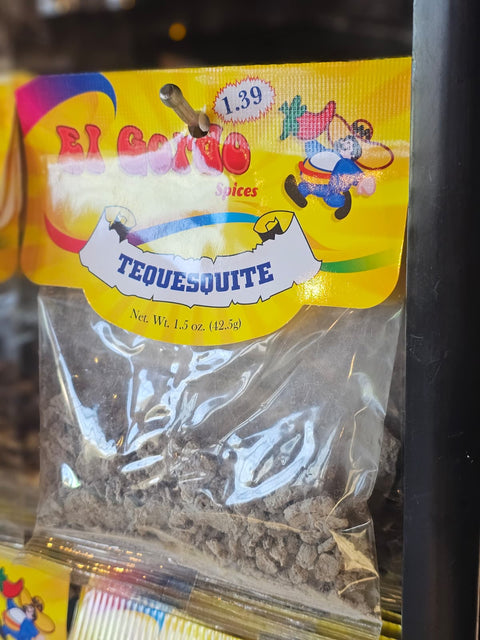 1.39
El Gordo
Spices
TEQUESQUITE
Net. Wt. 1.5 oz. (42.5g)